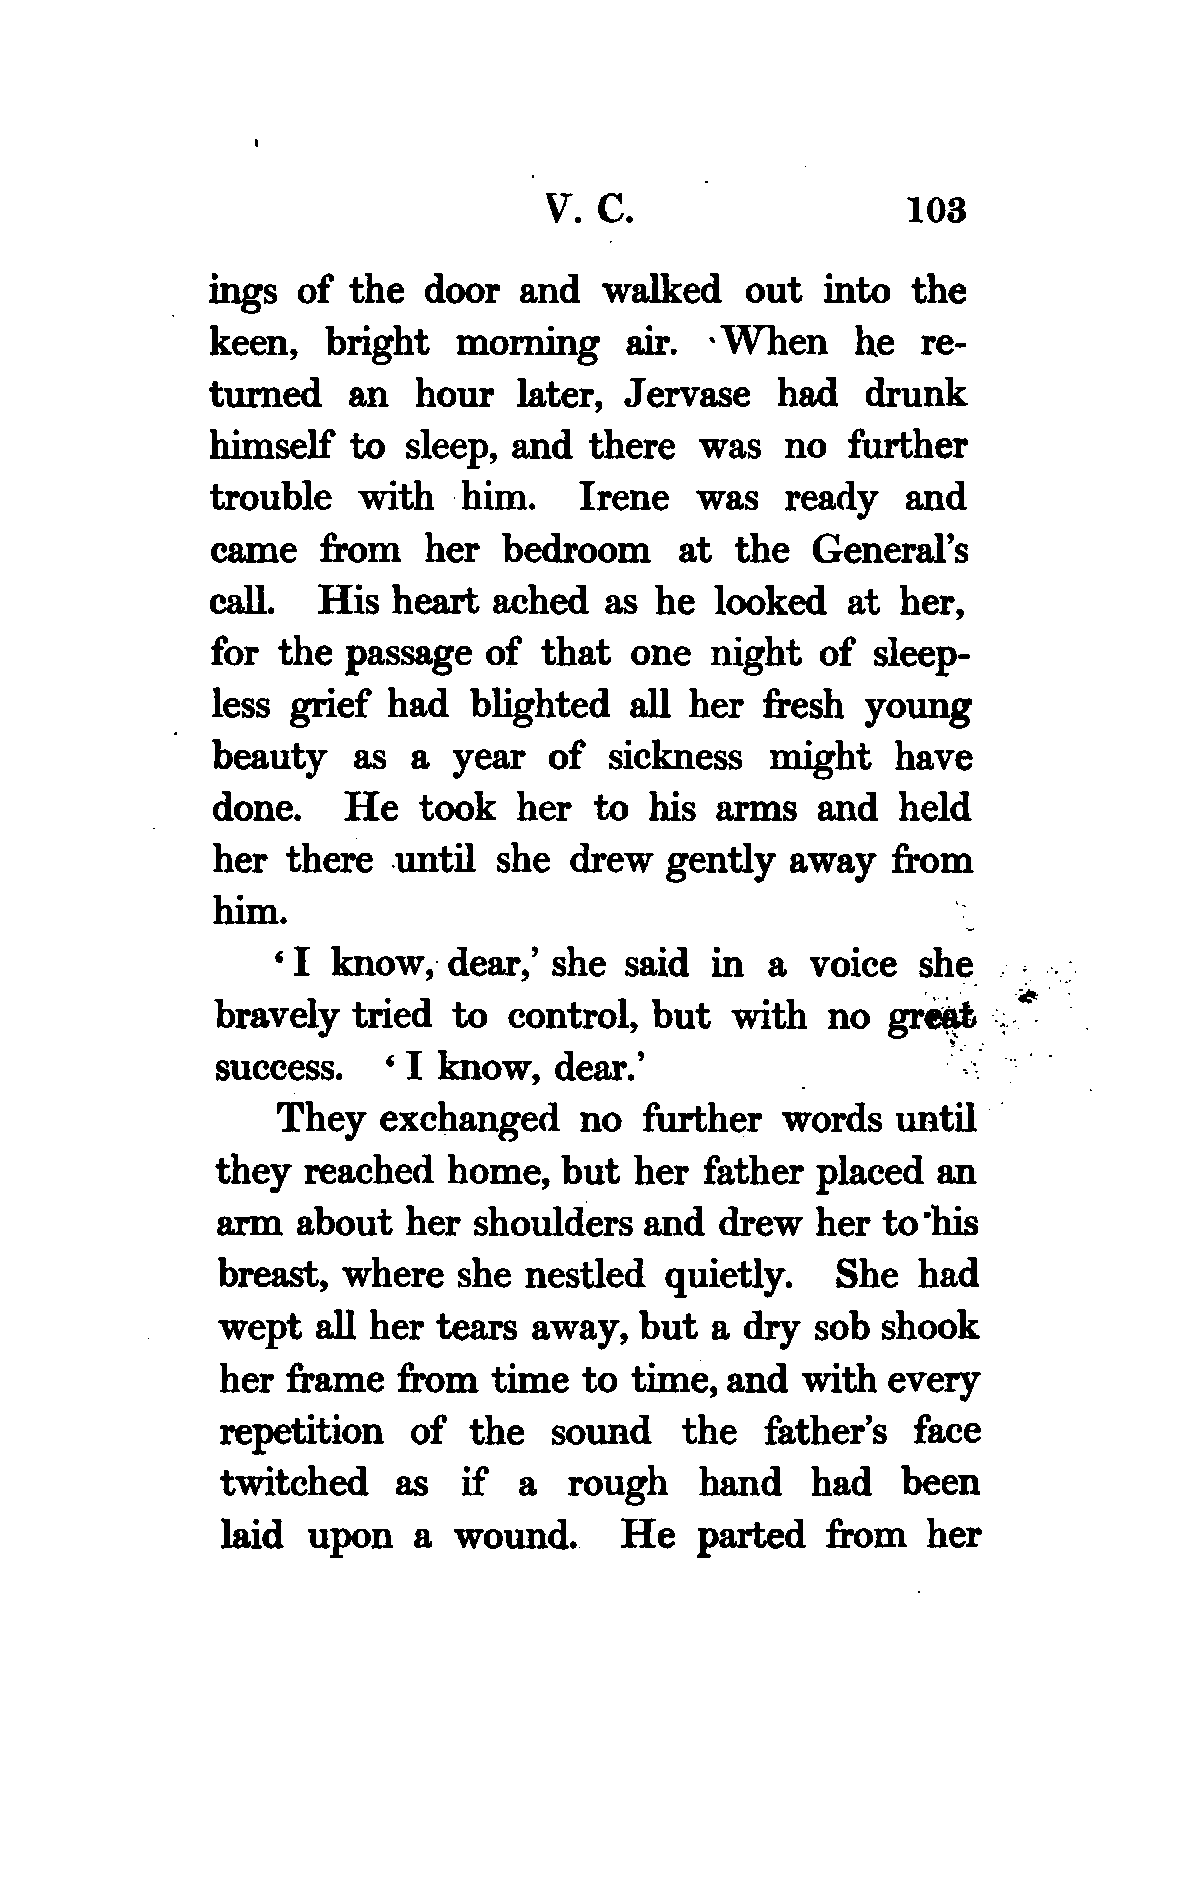 V. C. 103
ings of the door and walked out into the
keen, bright morning air. When he re-
turned an hour later, Jervase had drunk
himself to sleep, and there was no further
trouble with him. Irene was ready and
came from her bedroom at the General's
call. His heart ached as he looked at her,
for the passage of that one night of sleep-
less grief had blighted all her fresh young
beauty as a year of sickness might have
done. He took her to his arms and held
her there until she drew gently away from
him.
‘I know, dear,’ she said in a voice she
bravely tried to control, but with no great
success. ‘I know, dear.’
They exchanged no further words until
they reached home, but her father placed an
arm about her shoulders and drew her to his
breast, where she nestled quietly. She had
wept all her tears away, but a dry sob shook
her frame from time to time, and with every
repetition of the sound the father's face
twitched as if a rough hand had been
laid upon a wound. He parted from her